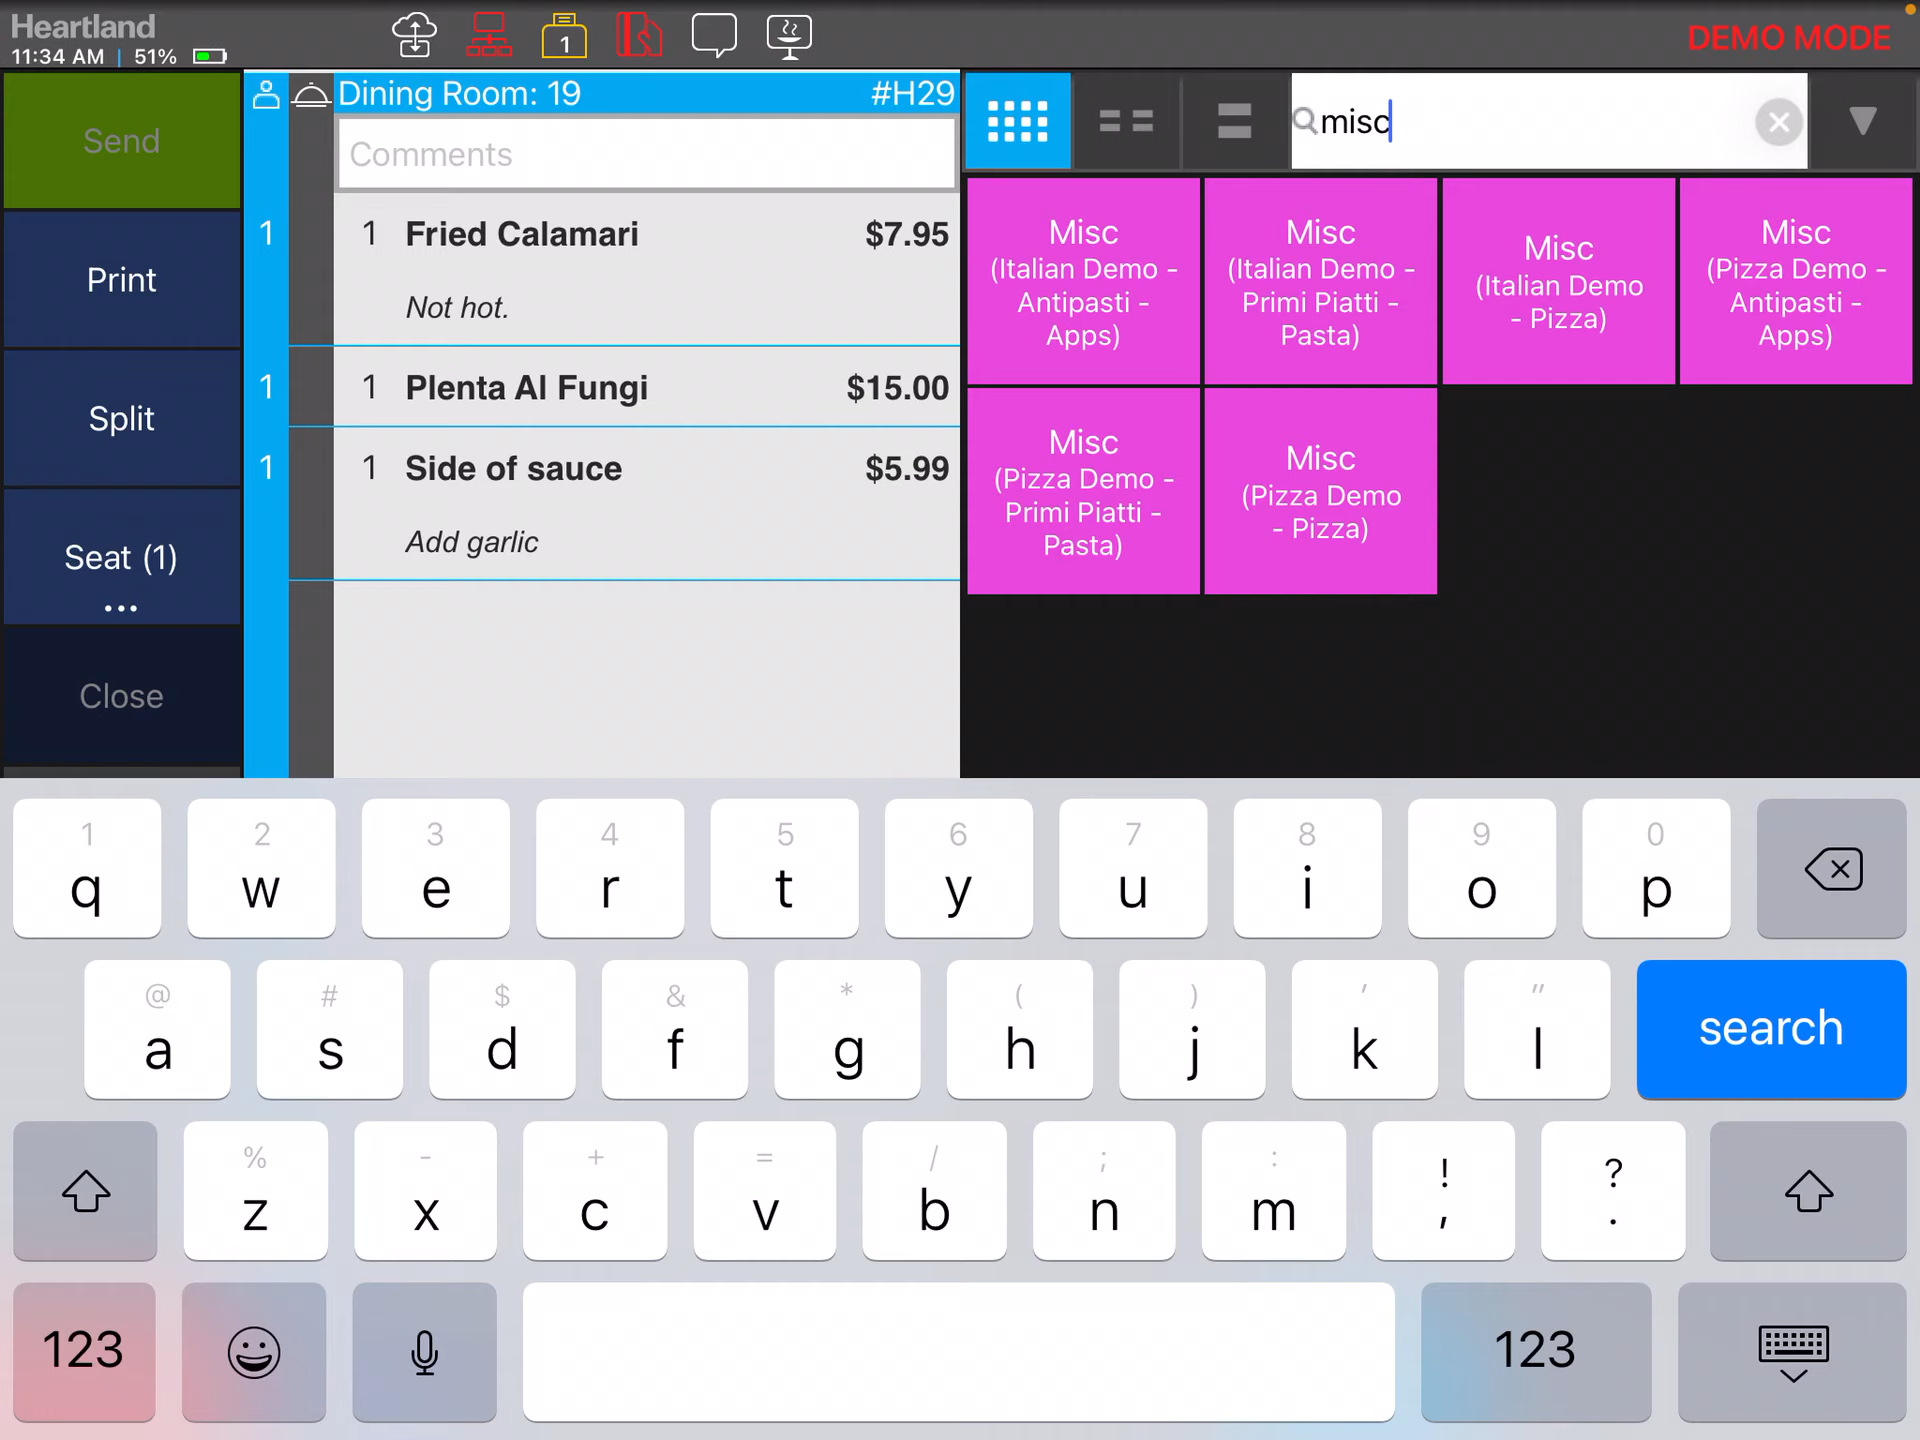 Heartland
11:34 AM | 51%
1
DEMO MODE
Send
Print
Split
Seat (1)
...
Close
Dining Room: 19 #H29
Comments
1 1 Fried Calamari $7.95
Not hot.
1 1 Plenta Al Fungi $15.00
1 1 Side of sauce $5.99
Add garlic
misc
Misc
(Italian Demo -
Antipasti -
Apps)
Misc
(Italian Demo -
Primi Piatti -
Pasta)
Misc
(Italian Demo
- Pizza)
Misc
(Pizza Demo -
Antipasti -
Apps)
Misc
(Pizza Demo -
Primi Piatti -
Pasta)
Misc
(Pizza Demo
- Pizza)
1 2 3 4 5 6 7 8 9 0
q w e r t y u i o p
@ # $ & * ( ) ' "
a s d f g h j k l search
% - + = / ; : ! ?
z x c v b n m , .
123 123